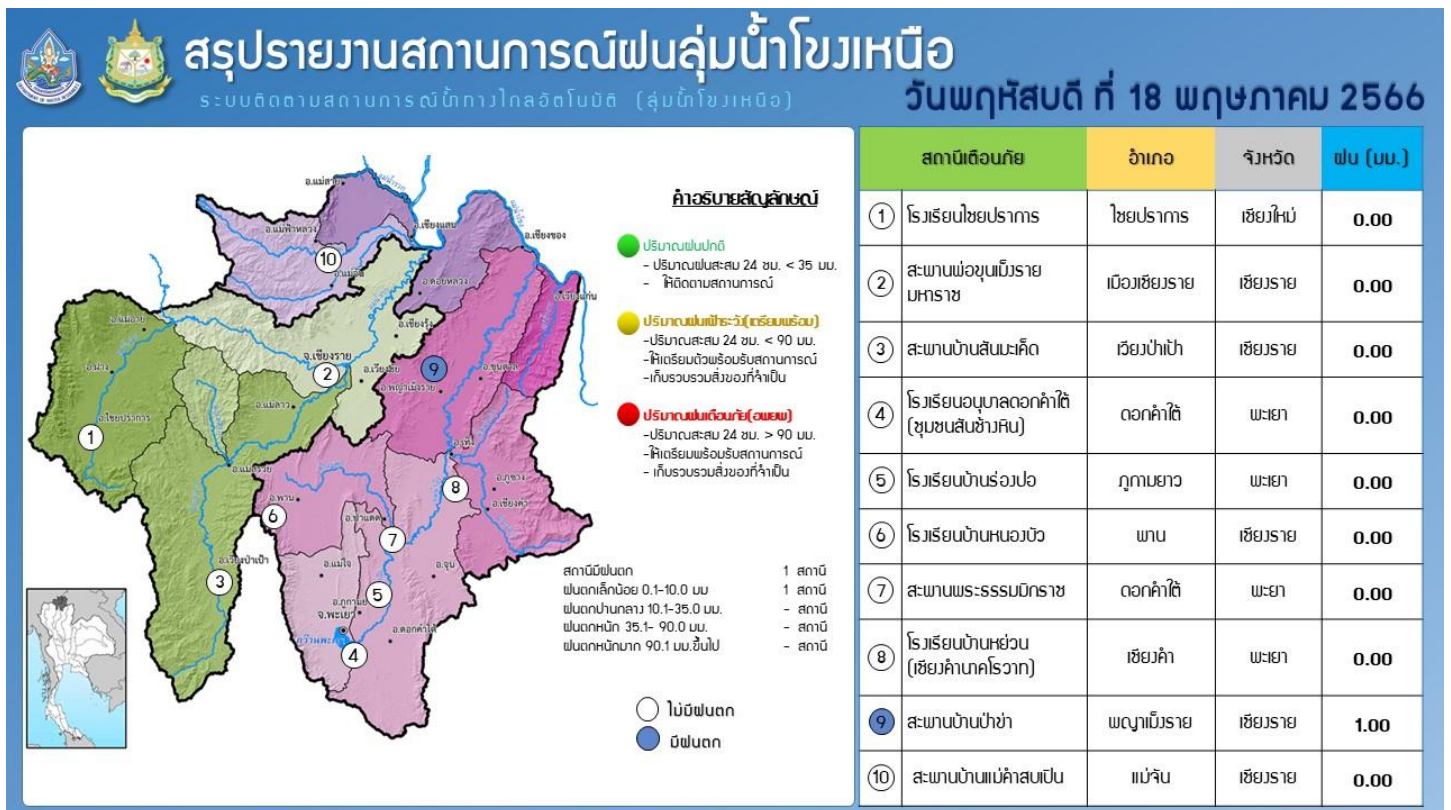 สรุปรายงานสถานการณ์ฝนลุ่มน้ำโขงเหนือ
ระบบติดตามสถานการณ์น้ำทางไกลอัตโนมัติ (ลุ่มน้ำโขงเหนือ)
วันพฤหัสบดี ที่ 18 พฤษภาคม 2566
อ.แม่สาย
แม่น้ำรวก
อ.แม่ฟ้าหลวง
อ.เชียงแสน
แม่น้ำโขง
อ.เชียงของ
10
อ.แม่จัน
อ.ดอยหลวง
อ.เวียงแก่น
อ.แม่อาย
อ.เชียงรุ้ง
จ.เชียงราย
อ.ฝาง
2
อ.เวียงชัย
9
อ.ขุนตาล
อ.พญาเม็งราย
อ.ไชยปราการ
อ.แม่ลาว
1
อ.เทิง
อ.แม่สรวย
8
อ.ภูซาง
อ.พาน
อ.เชียงคำ
6
อ.ป่าแดด
7
อ.เวียงป่าเป้า
อ.แม่ใจ
อ.จุน
3
5
อ.ภูกามย
จ.พะเยา
กว๊านพะเยา
อ.ดอกคำใต้
4
คำอธิบายสัญลักษณ์
ปริมาณฝนปกติ
- ปริมาณฝนสะสม 24 ชม. < 35 มม.
- ให้ติดตามสถานการณ์
ปริมาณฝนเฝ้าระวัง(เตรียมพร้อม)
-ปริมาณสะสม 24 ชม. < 90 มม.
-ให้เตรียมตัวพร้อมรับสถานการณ์
-เก็บรวบรวมสิ่งของที่จำเป็น
ปริมาณฝนเตือนภัย(อพยพ)
-ปริมาณสะสม 24 ชม. > 90 มม.
-ให้เตรียมพร้อมรับสถานการณ์
- เก็บรวบรวมสิ่งของที่จำเป็น
สถานีมีฝนตก 1 สถานี
ฝนตกเล็กน้อย 0.1-10.0 มม 1 สถานี
ฝนตกปานกลาง 10.1-35.0 มม. - สถานี
ฝนตกหนัก 35.1- 90.0 มม. - สถานี
ฝนตกหนักมาก 90.1 มม.ขึ้นไป - สถานี
ไม่มีฝนตก
มีฝนตก
สถานีเตือนภัย อำเภอ จังหวัด ฝน (มม.)
1 โรงเรียนไชยปราการ ไชยปราการ เชียงใหม่ 0.00
2 สะพานพ่อขุนเม็งราย
มหาราช เมืองเชียงราย เชียงราย 0.00
3 สะพานบ้านสันมะเค็ด เวียงป่าเป้า เชียงราย 0.00
4 โรงเรียนอนุบาลดอกคำใต้
(ชุมชนสันช้างหิน) ดอกคำใต้ พะเยา 0.00
5 โรงเรียนบ้านร่องปอ ภูกามยาว พะเยา 0.00
6 โรงเรียนบ้านหนองบัว พาน เชียงราย 0.00
7 สะพานพระธรรมมิกราช ดอกคำใต้ พะเยา 0.00
8 โรงเรียนบ้านหย่วน
(เชียงคำนาคโรวาท) เชียงคำ พะเยา 0.00
9 สะพานบ้านป่าข่า พญาเม็งราย เชียงราย 1.00
10 สะพานบ้านแม่คำสบเปิน แม่จัน เชียงราย 0.00